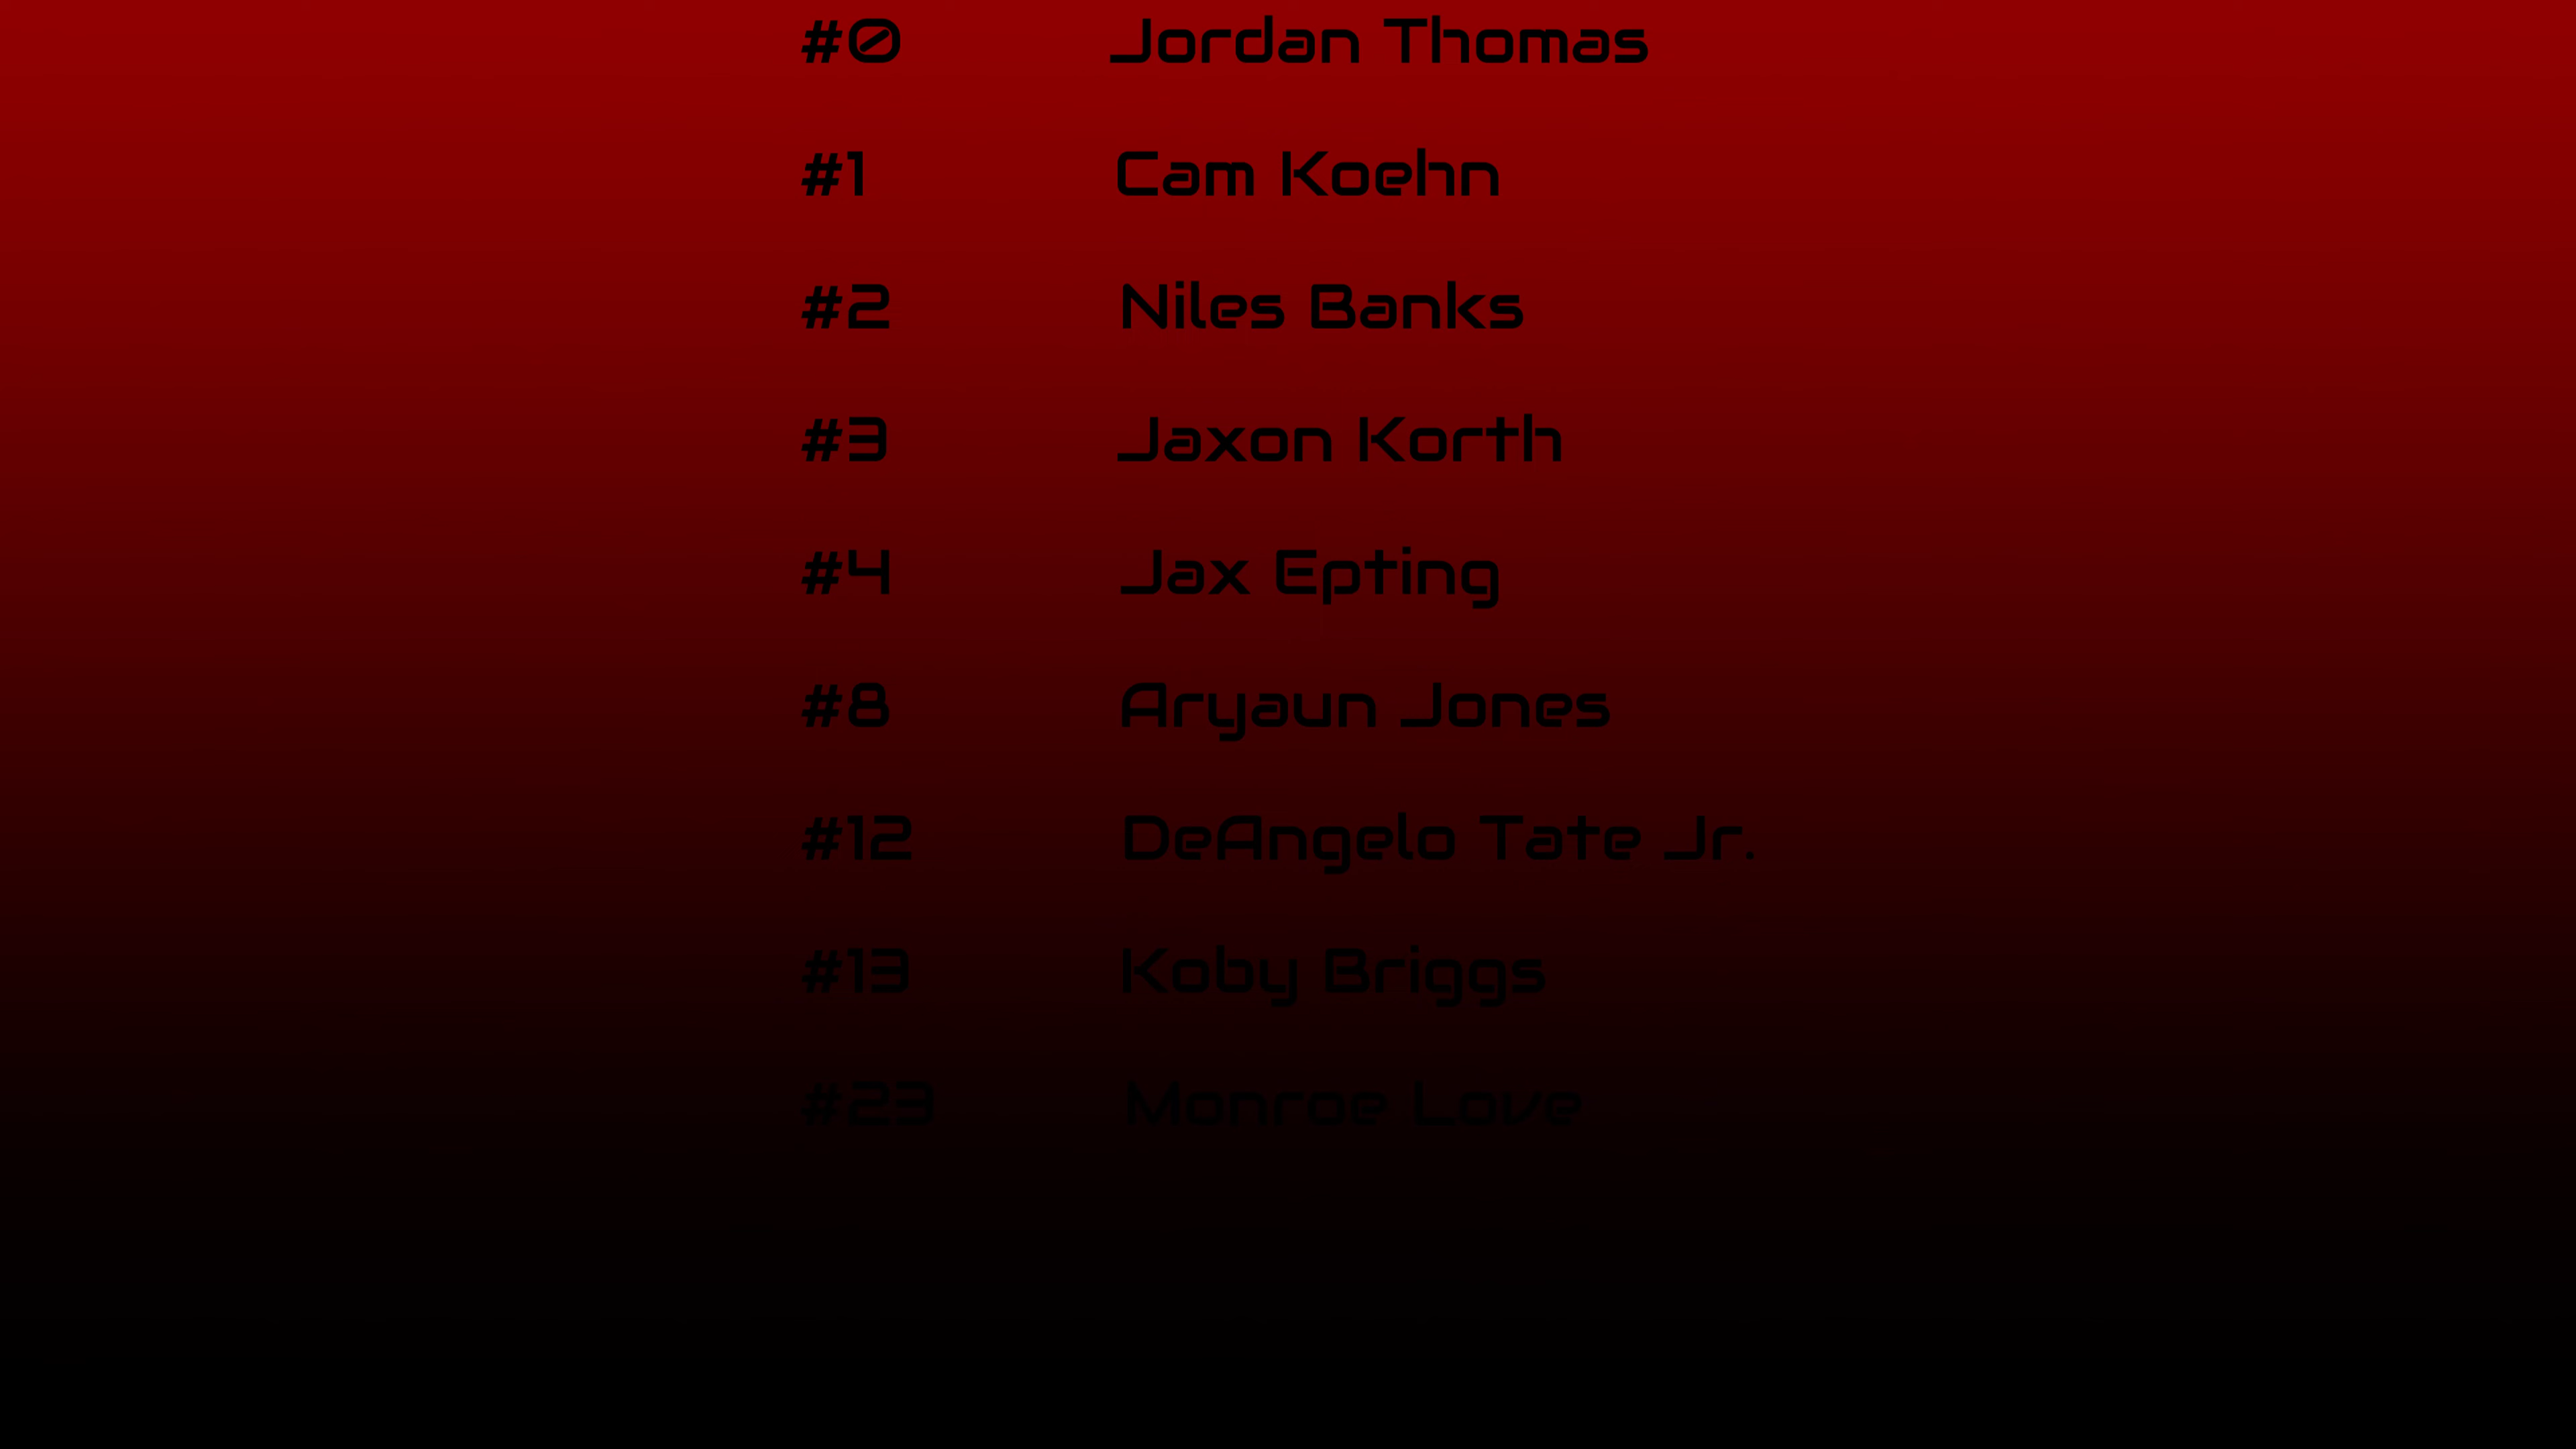 #0 Jordan Thomas
#1 Cam Koehn
#2 Niles Banks
#3 Jaxon Korth
#4 Jax Epting
#8 Aryaun Jones
#12 DeAngelo Tate Jr.
#13 Koby Briggs
#23 Monroe Love